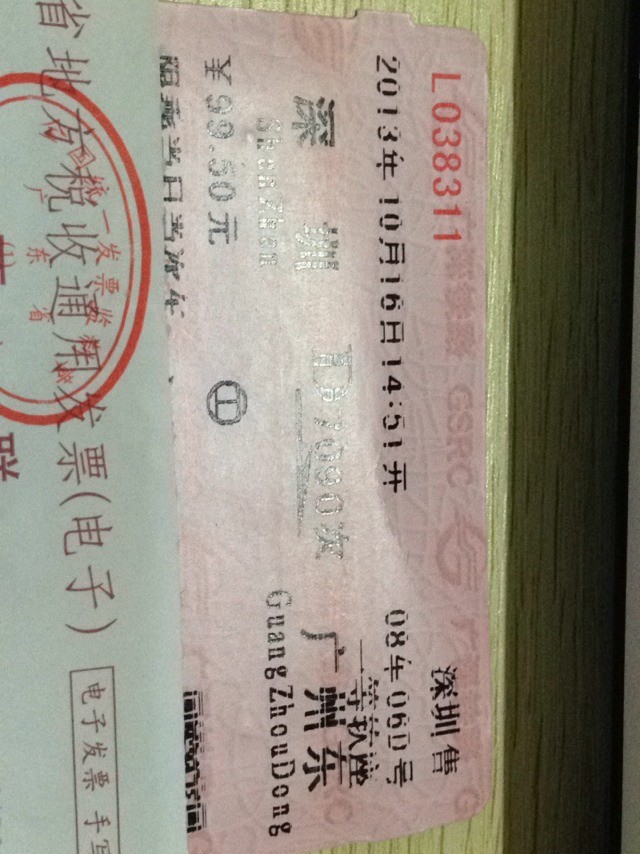 L038311
深圳售
2013年10月16日14:51开
08车06D号
一等软座
深 圳
D7090次
广州东
ShenZhen
GuangZhouDong
¥99.50元
限乘当日当次车
省地方税收通用发票(电子)
电子发票 手写